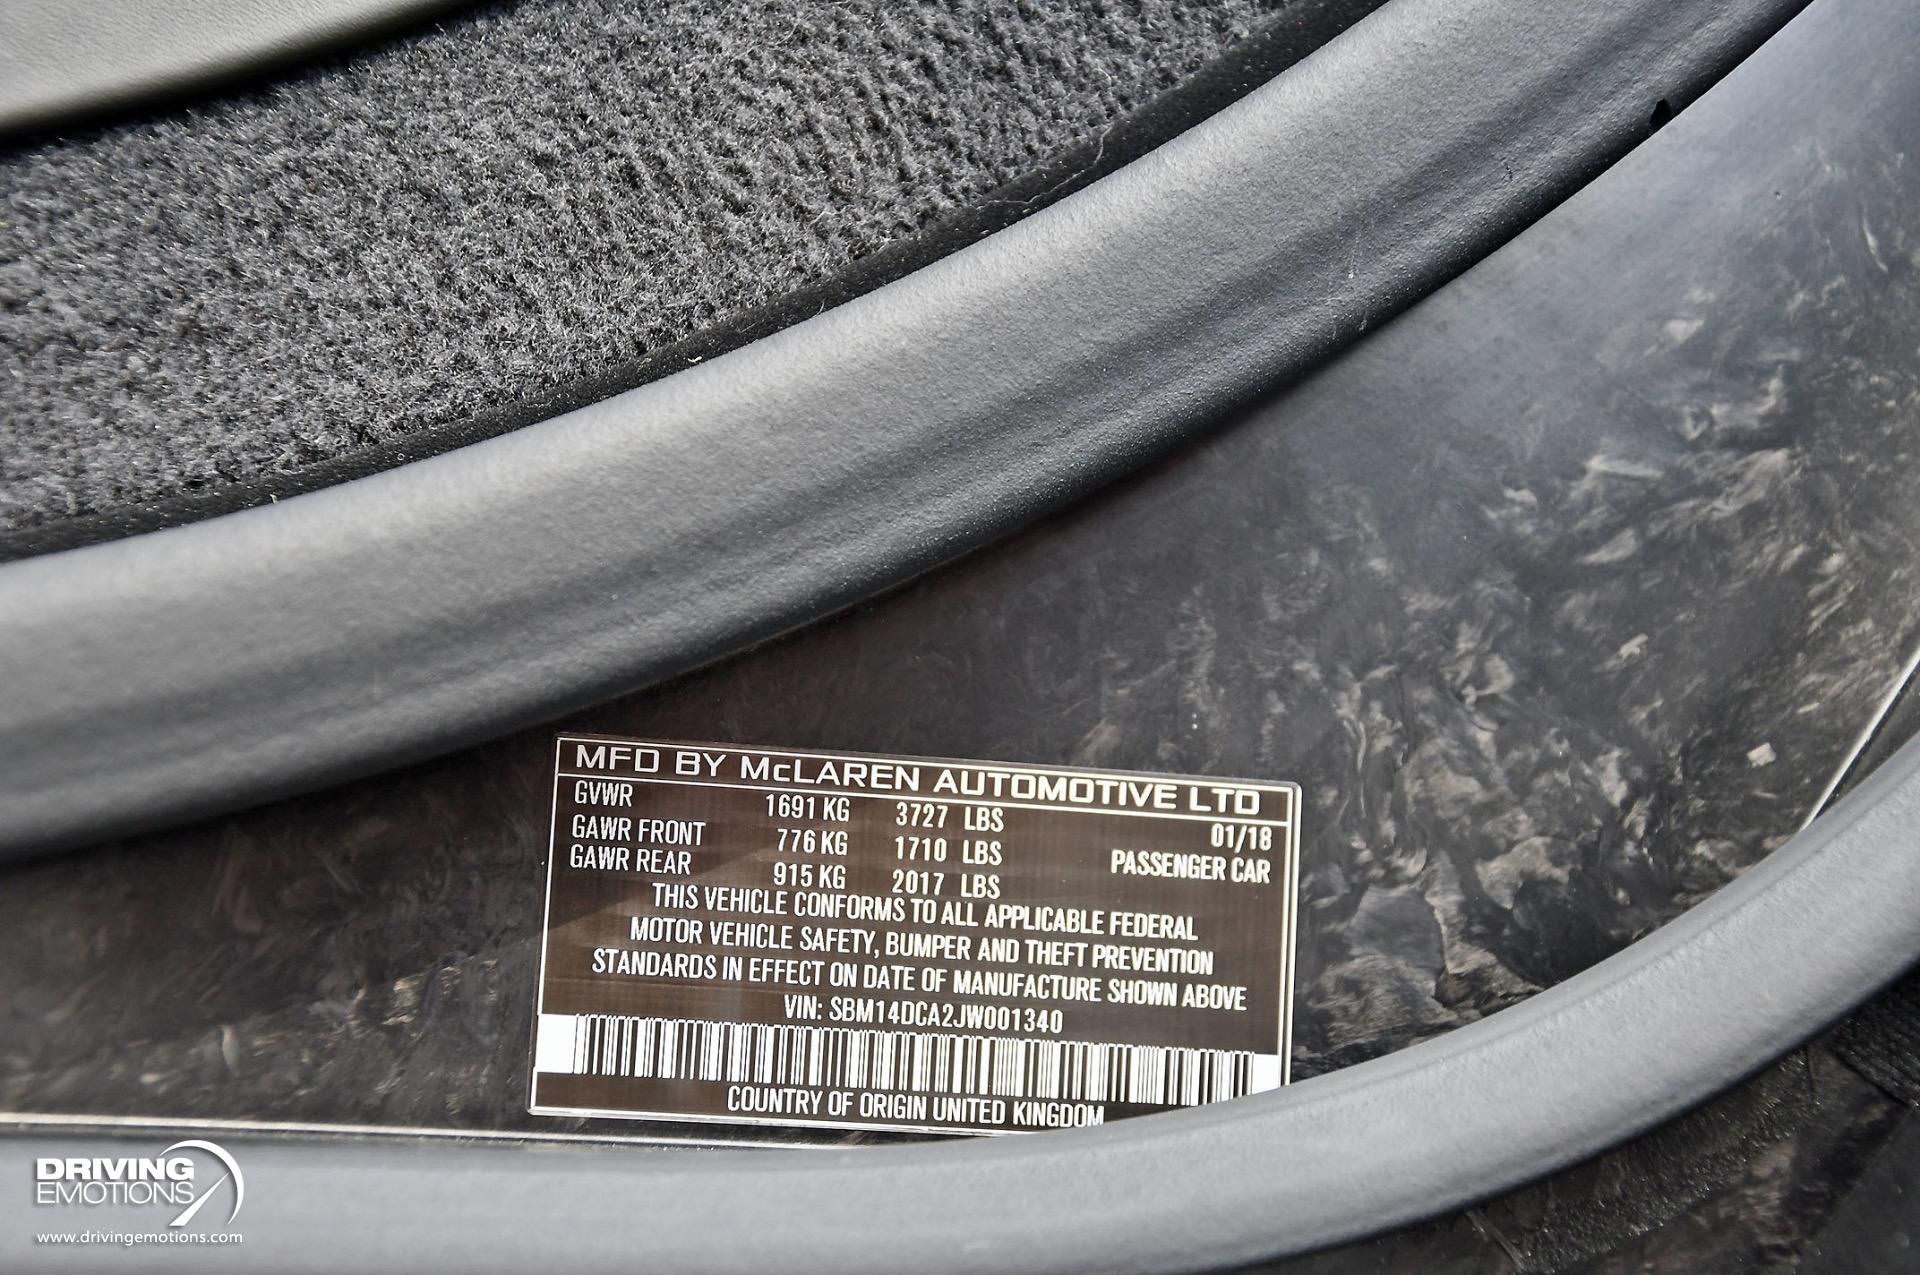 MFD BY McLAREN AUTOMOTIVE LTD
GVWR 1691 KG 3727 LBS 01/18
GAWR FRONT 776 KG 1710 LBS PASSENGER CAR
GAWR REAR 915 KG 2017 LBS
THIS VEHICLE CONFORMS TO ALL APPLICABLE FEDERAL
MOTOR VEHICLE SAFETY, BUMPER AND THEFT PREVENTION
STANDARDS IN EFFECT ON DATE OF MANUFACTURE SHOWN ABOVE
VIN: SBM14DCA2JW001340
COUNTRY OF ORIGIN UNITED KINGDOM
DRIVING
EMOTIONS
www.drivingemotions.com